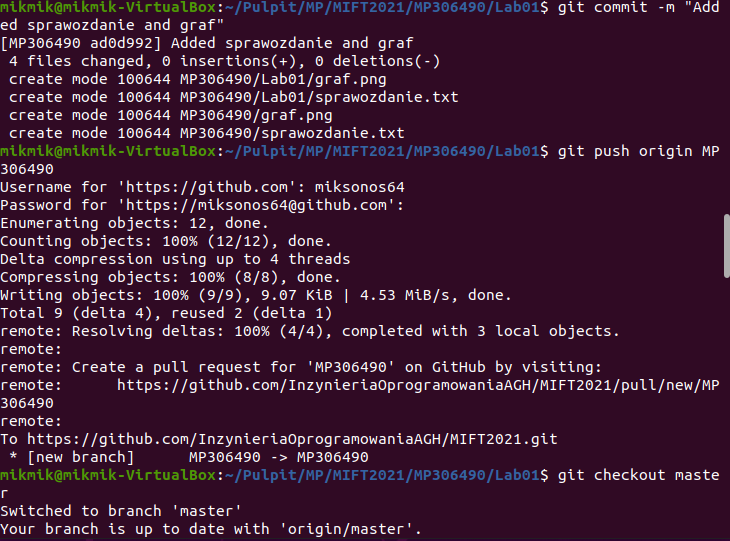 mikmik@mikmik-VirtualBox:~/Pulpit/MP/MIFT2021/MP306490/Lab01$ git commit -m "Add
ed sprawozdanie and graf"
[MP306490 ad0d992] Added sprawozdanie and graf
 4 files changed, 0 insertions(+), 0 deletions(-)
 create mode 100644 MP306490/Lab01/graf.png
 create mode 100644 MP306490/Lab01/sprawozdanie.txt
 create mode 100644 MP306490/graf.png
 create mode 100644 MP306490/sprawozdanie.txt
mikmik@mikmik-VirtualBox:~/Pulpit/MP/MIFT2021/MP306490/Lab01$ git push origin MP
306490
Username for 'https://github.com': miksonos64
Password for 'https://miksonos64@github.com':
Enumerating objects: 12, done.
Counting objects: 100% (12/12), done.
Delta compression using up to 4 threads
Compressing objects: 100% (8/8), done.
Writing objects: 100% (9/9), 9.07 KiB | 4.53 MiB/s, done.
Total 9 (delta 4), reused 2 (delta 1)
remote: Resolving deltas: 100% (4/4), completed with 3 local objects.
remote:
remote: Create a pull request for 'MP306490' on GitHub by visiting:
remote:      https://github.com/InzynieriaOprogramowaniaAGH/MIFT2021/pull/new/MP
306490
remote:
To https://github.com/InzynieriaOprogramowaniaAGH/MIFT2021.git
 * [new branch]      MP306490 -> MP306490
mikmik@mikmik-VirtualBox:~/Pulpit/MP/MIFT2021/MP306490/Lab01$ git checkout maste
r
Switched to branch 'master'
Your branch is up to date with 'origin/master'.